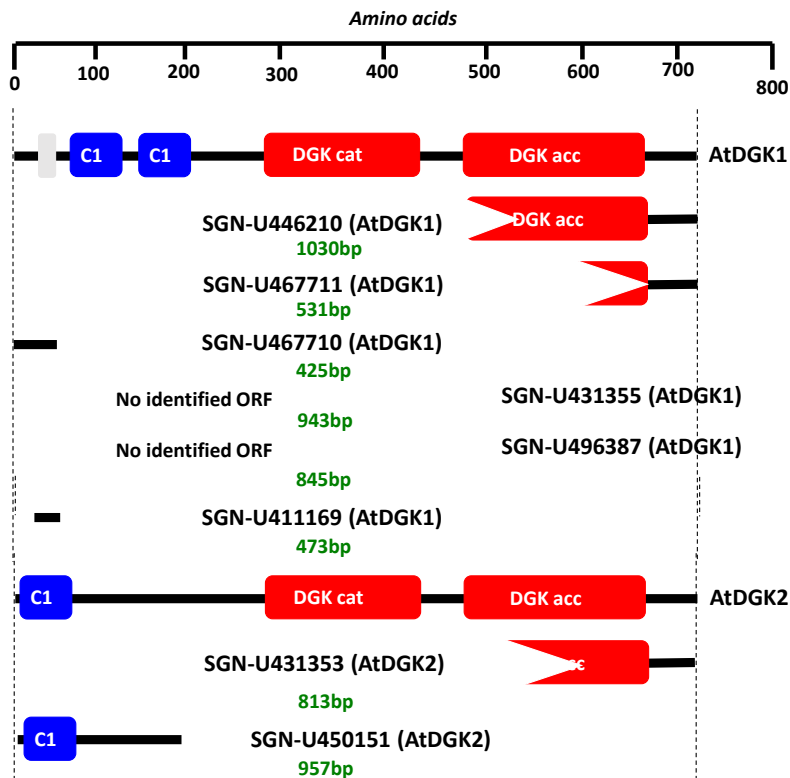 Amino acids
0 100 200 300 400 500 600 700 800
C1 C1 DGK cat DGK acc AtDGK1
SGN-U446210 (AtDGK1) DGK acc
1030bp
SGN-U467711 (AtDGK1)
531bp
SGN-U467710 (AtDGK1)
425bp
No identified ORF SGN-U431355 (AtDGK1)
943bp
No identified ORF SGN-U496387 (AtDGK1)
845bp
SGN-U411169 (AtDGK1)
473bp
C1 DGK cat DGK acc AtDGK2
SGN-U431353 (AtDGK2)
813bp
C1 SGN-U450151 (AtDGK2)
957bp